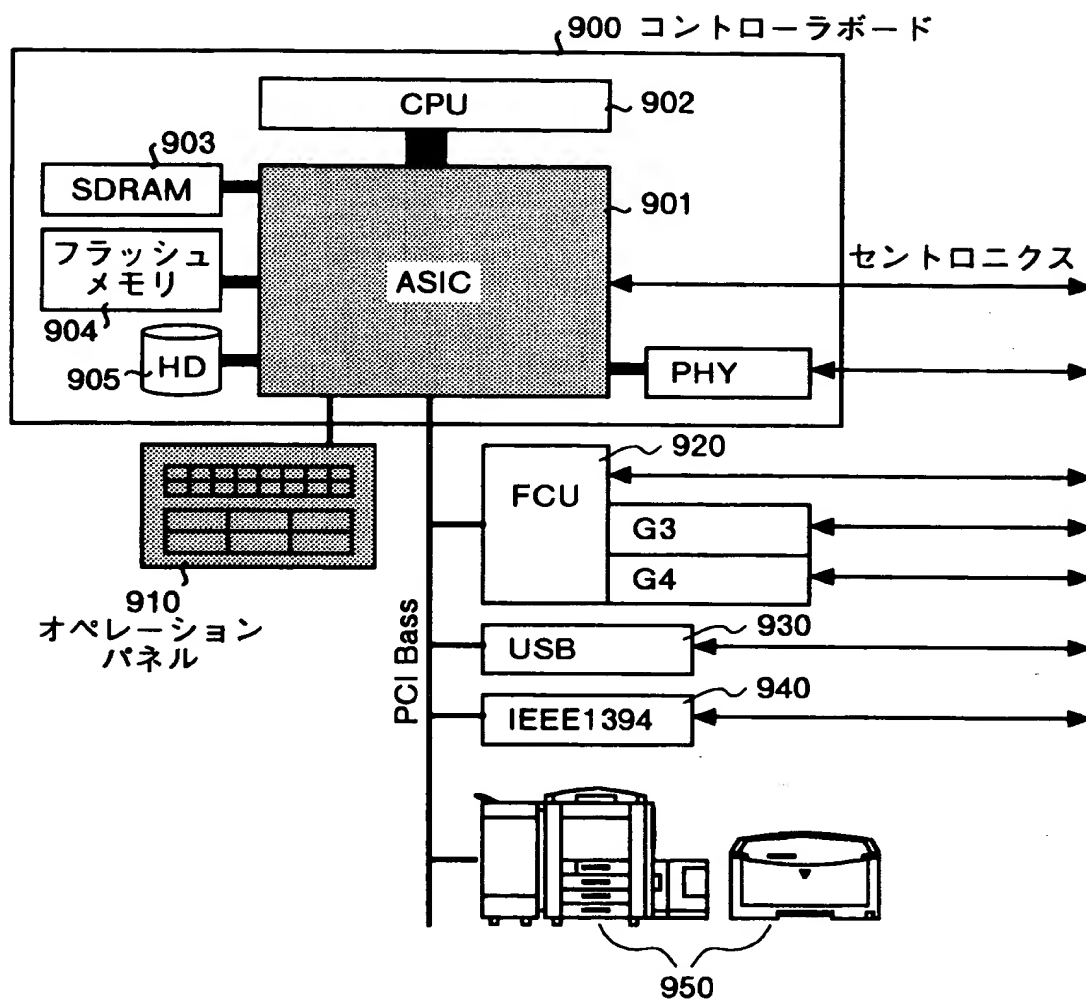 900 コントローラボード
CPU
902
903
SDRAM
901
フラッシュ
メモリ
904
ASIC
セントロニクス
HD
905
PHY
920
FCU
G3
G4
910
オペレーション
パネル
PCI Bass
USB
930
IEEE1394
940
950